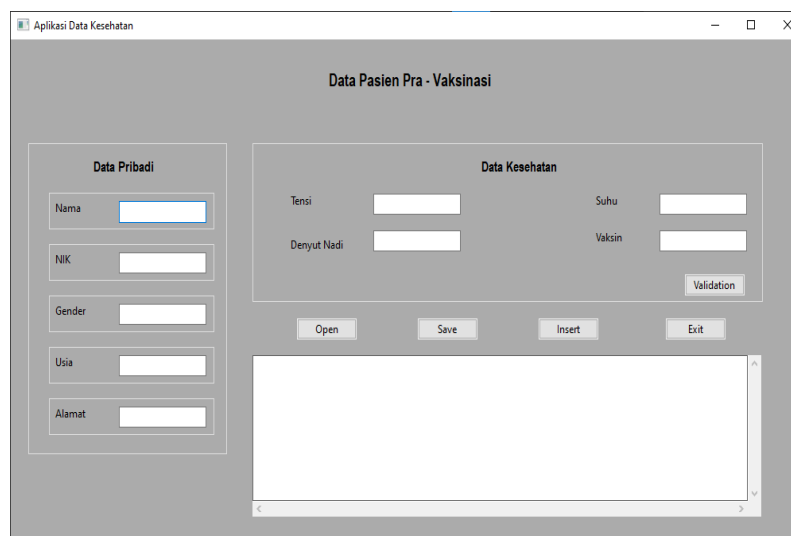 Aplikasi Data Kesehatan
Data Pasien Pra - Vaksinasi
Data Pribadi
Nama
NIK
Gender
Usia
Alamat
Data Kesehatan
Tensi
Suhu
Denyut Nadi
Vaksin
Validation
Open
Save
Insert
Exit